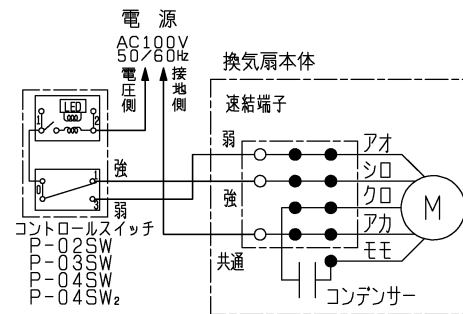 電源
AC100V
50/60Hz
電圧側
接地側
換気扇本体
速結端子
LED
1
2
0
1
3
強
弱
弱
強
共通
アオ
シロ
クロ
アカ
モモ
M
コンデンサー
コントロールスイッチ
P-02SW
P-03SW
P-04SW
P-04SW₂